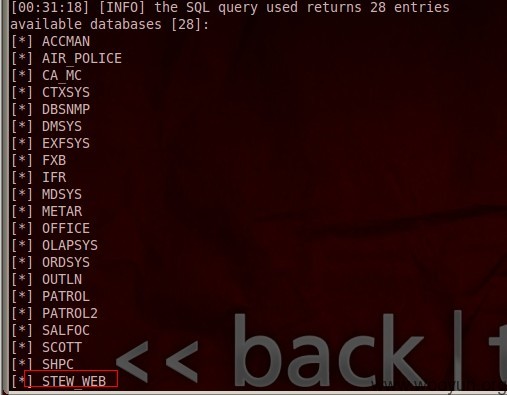 [00:31:18] [INFO] the SQL query used returns 28 entries
available databases [28]:
[*] ACCMAN
[*] AIR_POLICE
[*] CA_MC
[*] CTXSYS
[*] DBSNMP
[*] DMSYS
[*] EXFSYS
[*] FXB
[*] IFR
[*] MDSYS
[*] METAR
[*] OFFICE
[*] OLAPSYS
[*] ORDSYS
[*] OUTLN
[*] PATROL
[*] PATROL2
[*] SALFOC
[*] SCOTT
[*] SHPC
[*] STEW_WEB
<< back | t